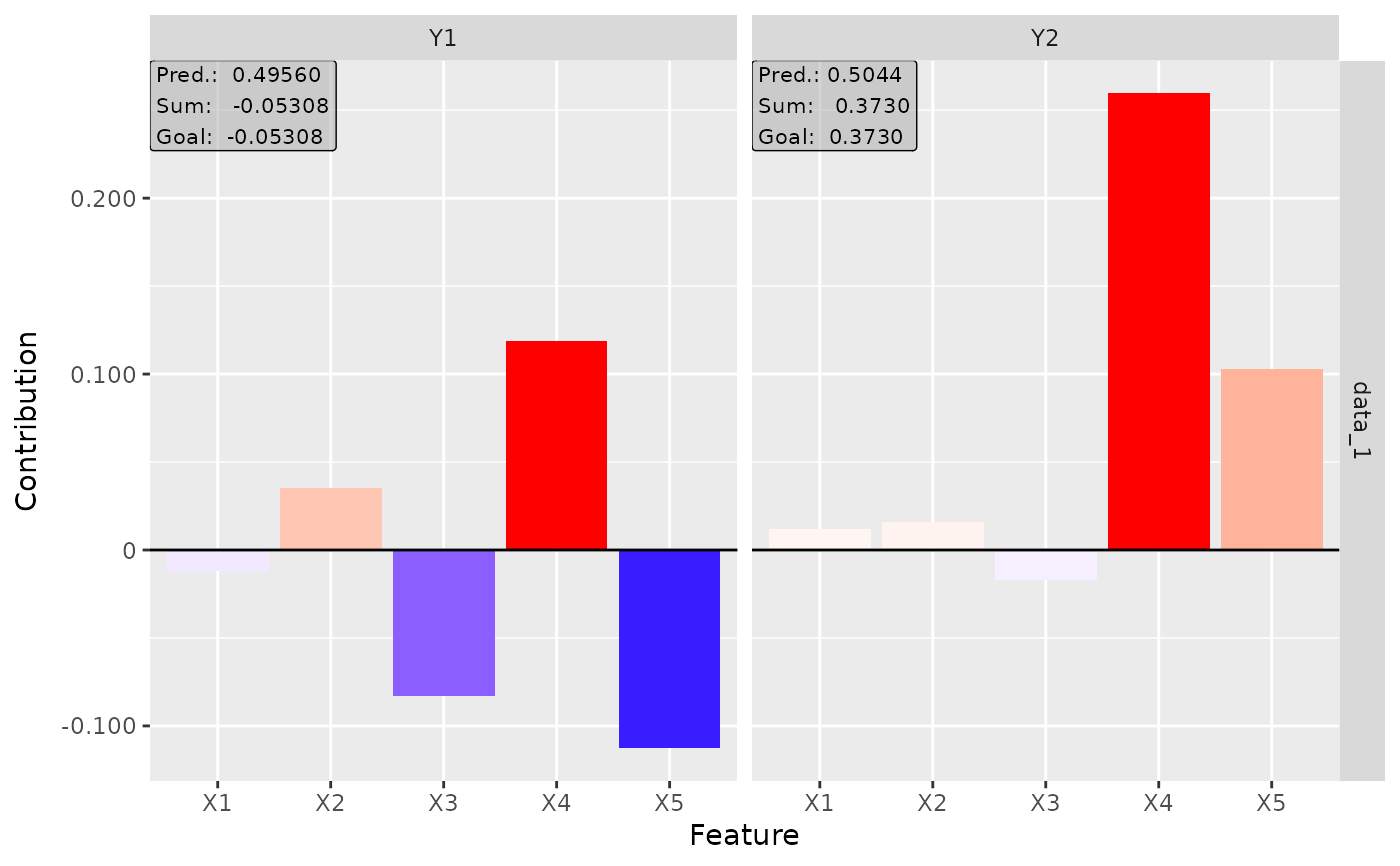 Y1
Y2
Pred.: 0.49560
Sum: -0.05308
Goal: -0.05308
Pred.: 0.5044
Sum: 0.3730
Goal: 0.3730
Contribution
0.200
0.100
0
-0.100
data_1
X1 X2 X3 X4 X5
X1 X2 X3 X4 X5
Feature